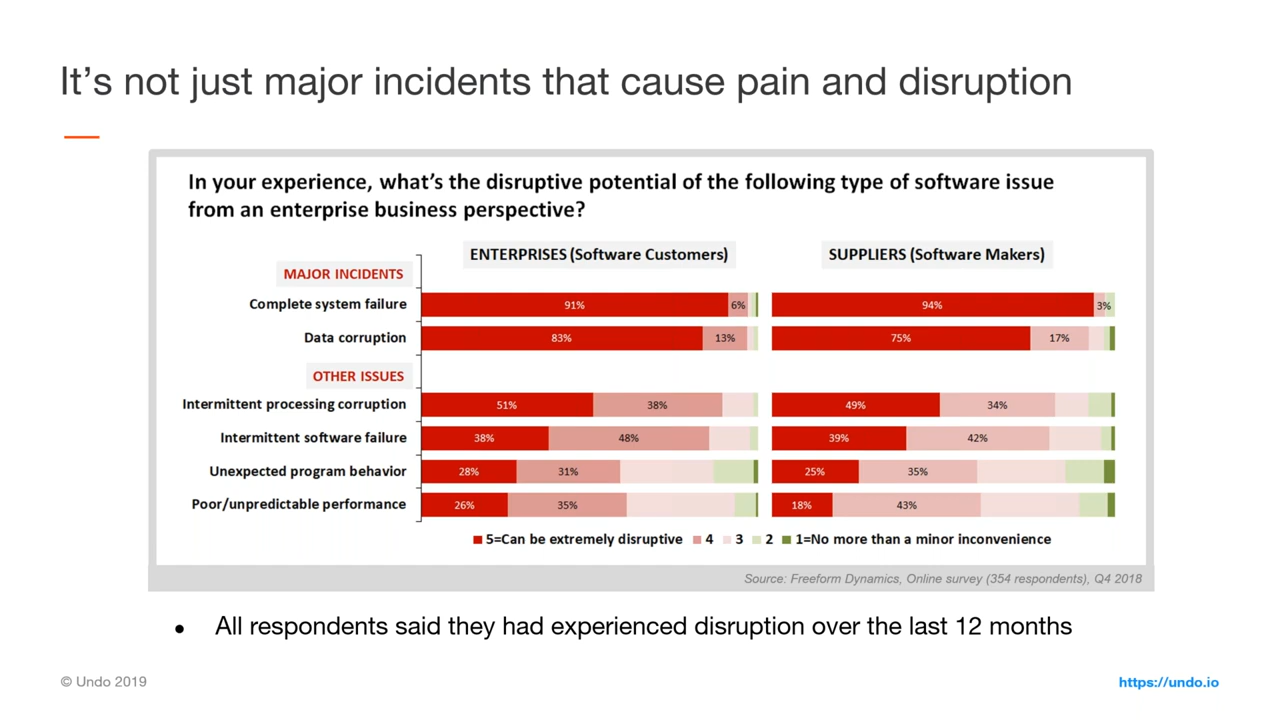 It's not just major incidents that cause pain and disruption
In your experience, what's the disruptive potential of the following type of software issue
from an enterprise business perspective?
ENTERPRISES (Software Customers)
SUPPLIERS (Software Makers)
MAJOR INCIDENTS
Complete system failure 91% 6% 94% 3%
Data corruption 83% 13% 75% 17%
OTHER ISSUES
Intermittent processing corruption 51% 38% 49% 34%
Intermittent software failure 38% 48% 39% 42%
Unexpected program behavior 28% 31% 25% 35%
Poor/unpredictable performance 26% 35% 18% 43%
5=Can be extremely disruptive 4 3 2 1=No more than a minor inconvenience
Source: Freeform Dynamics, Online survey (354 respondents), Q4 2018
● All respondents said they had experienced disruption over the last 12 months
© Undo 2019
https://undo.io